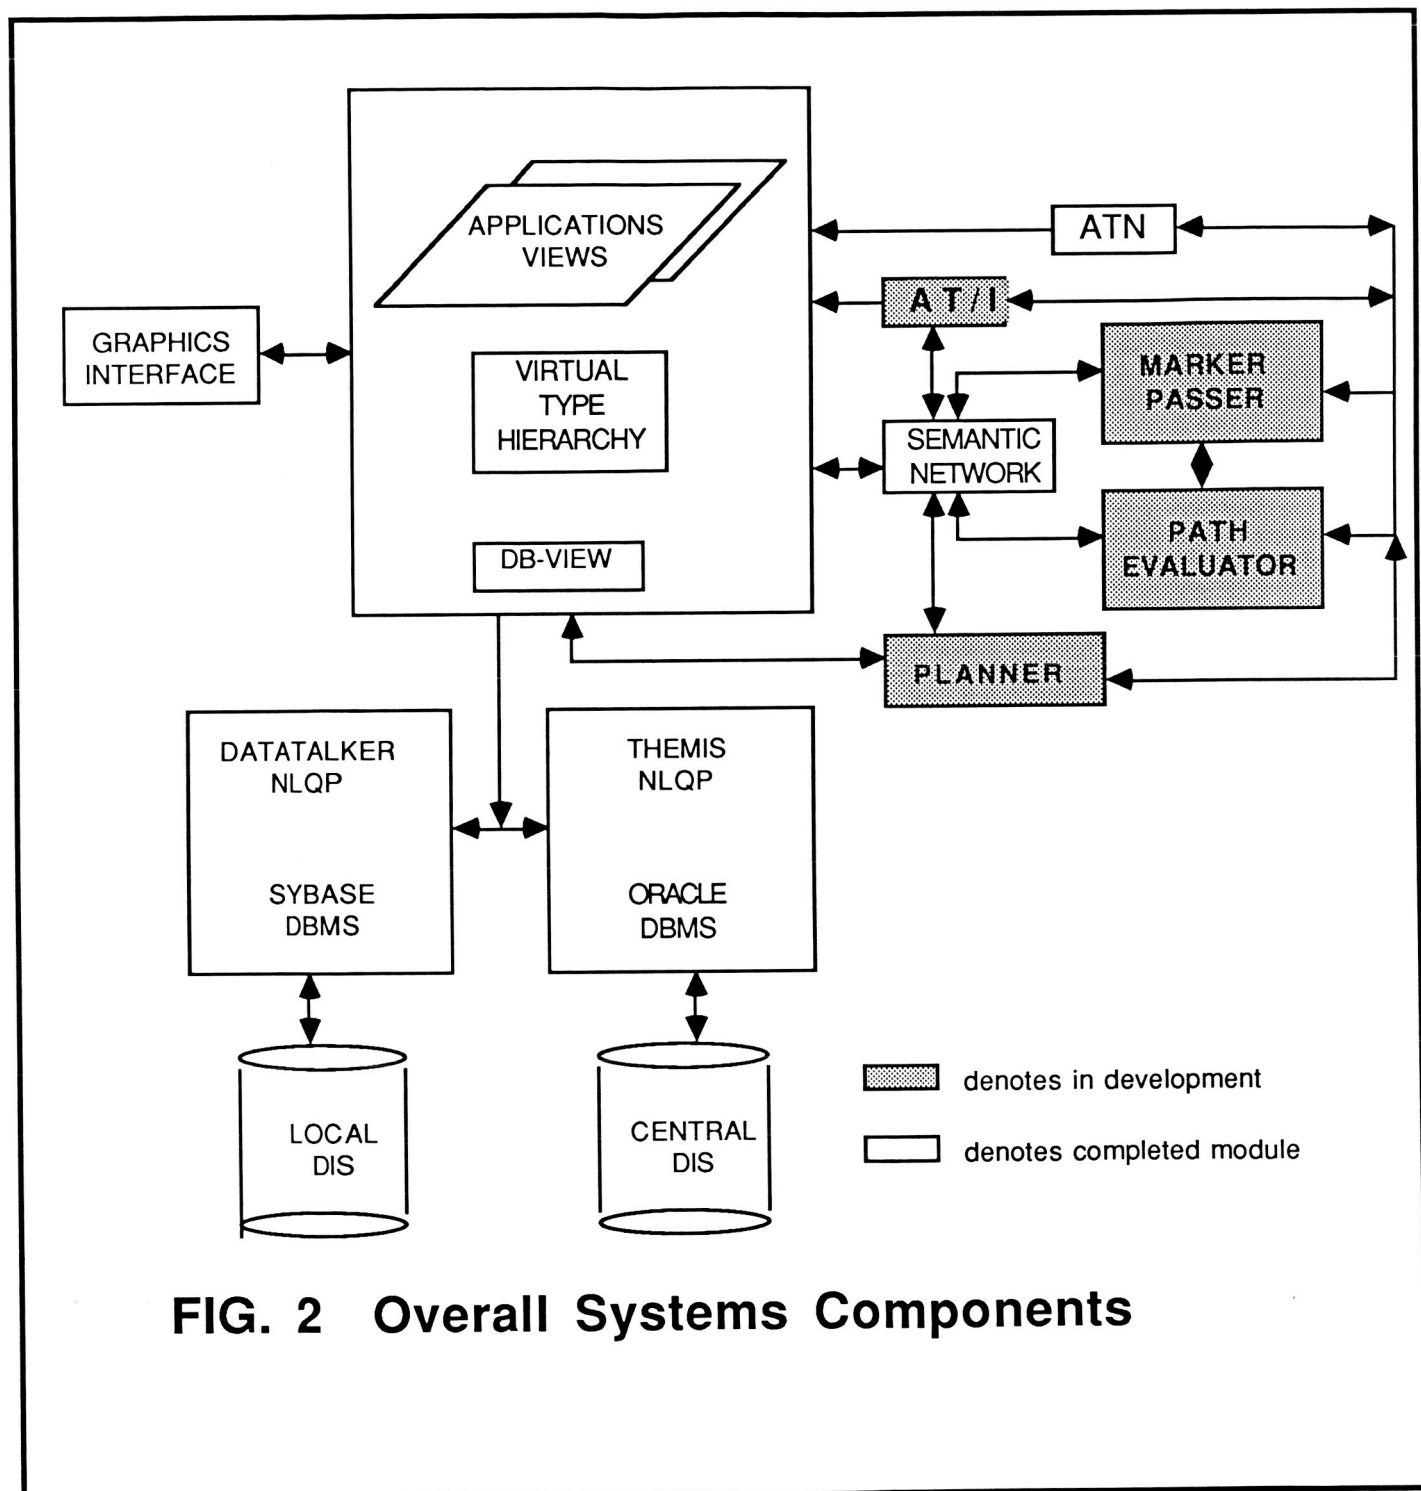 APPLICATIONS
VIEWS
ATN
AT/I
GRAPHICS
INTERFACE
VIRTUAL
TYPE
HIERARCHY
MARKER
PASSER
SEMANTIC
NETWORK
PATH
EVALUATOR
DB-VIEW
PLANNER
DATATALKER
NLQP
THEMIS
NLQP
SYBASE
DBMS
ORACLE
DBMS
LOCAL
DIS
CENTRAL
DIS
denotes in development
denotes completed module
FIG. 2 Overall Systems Components